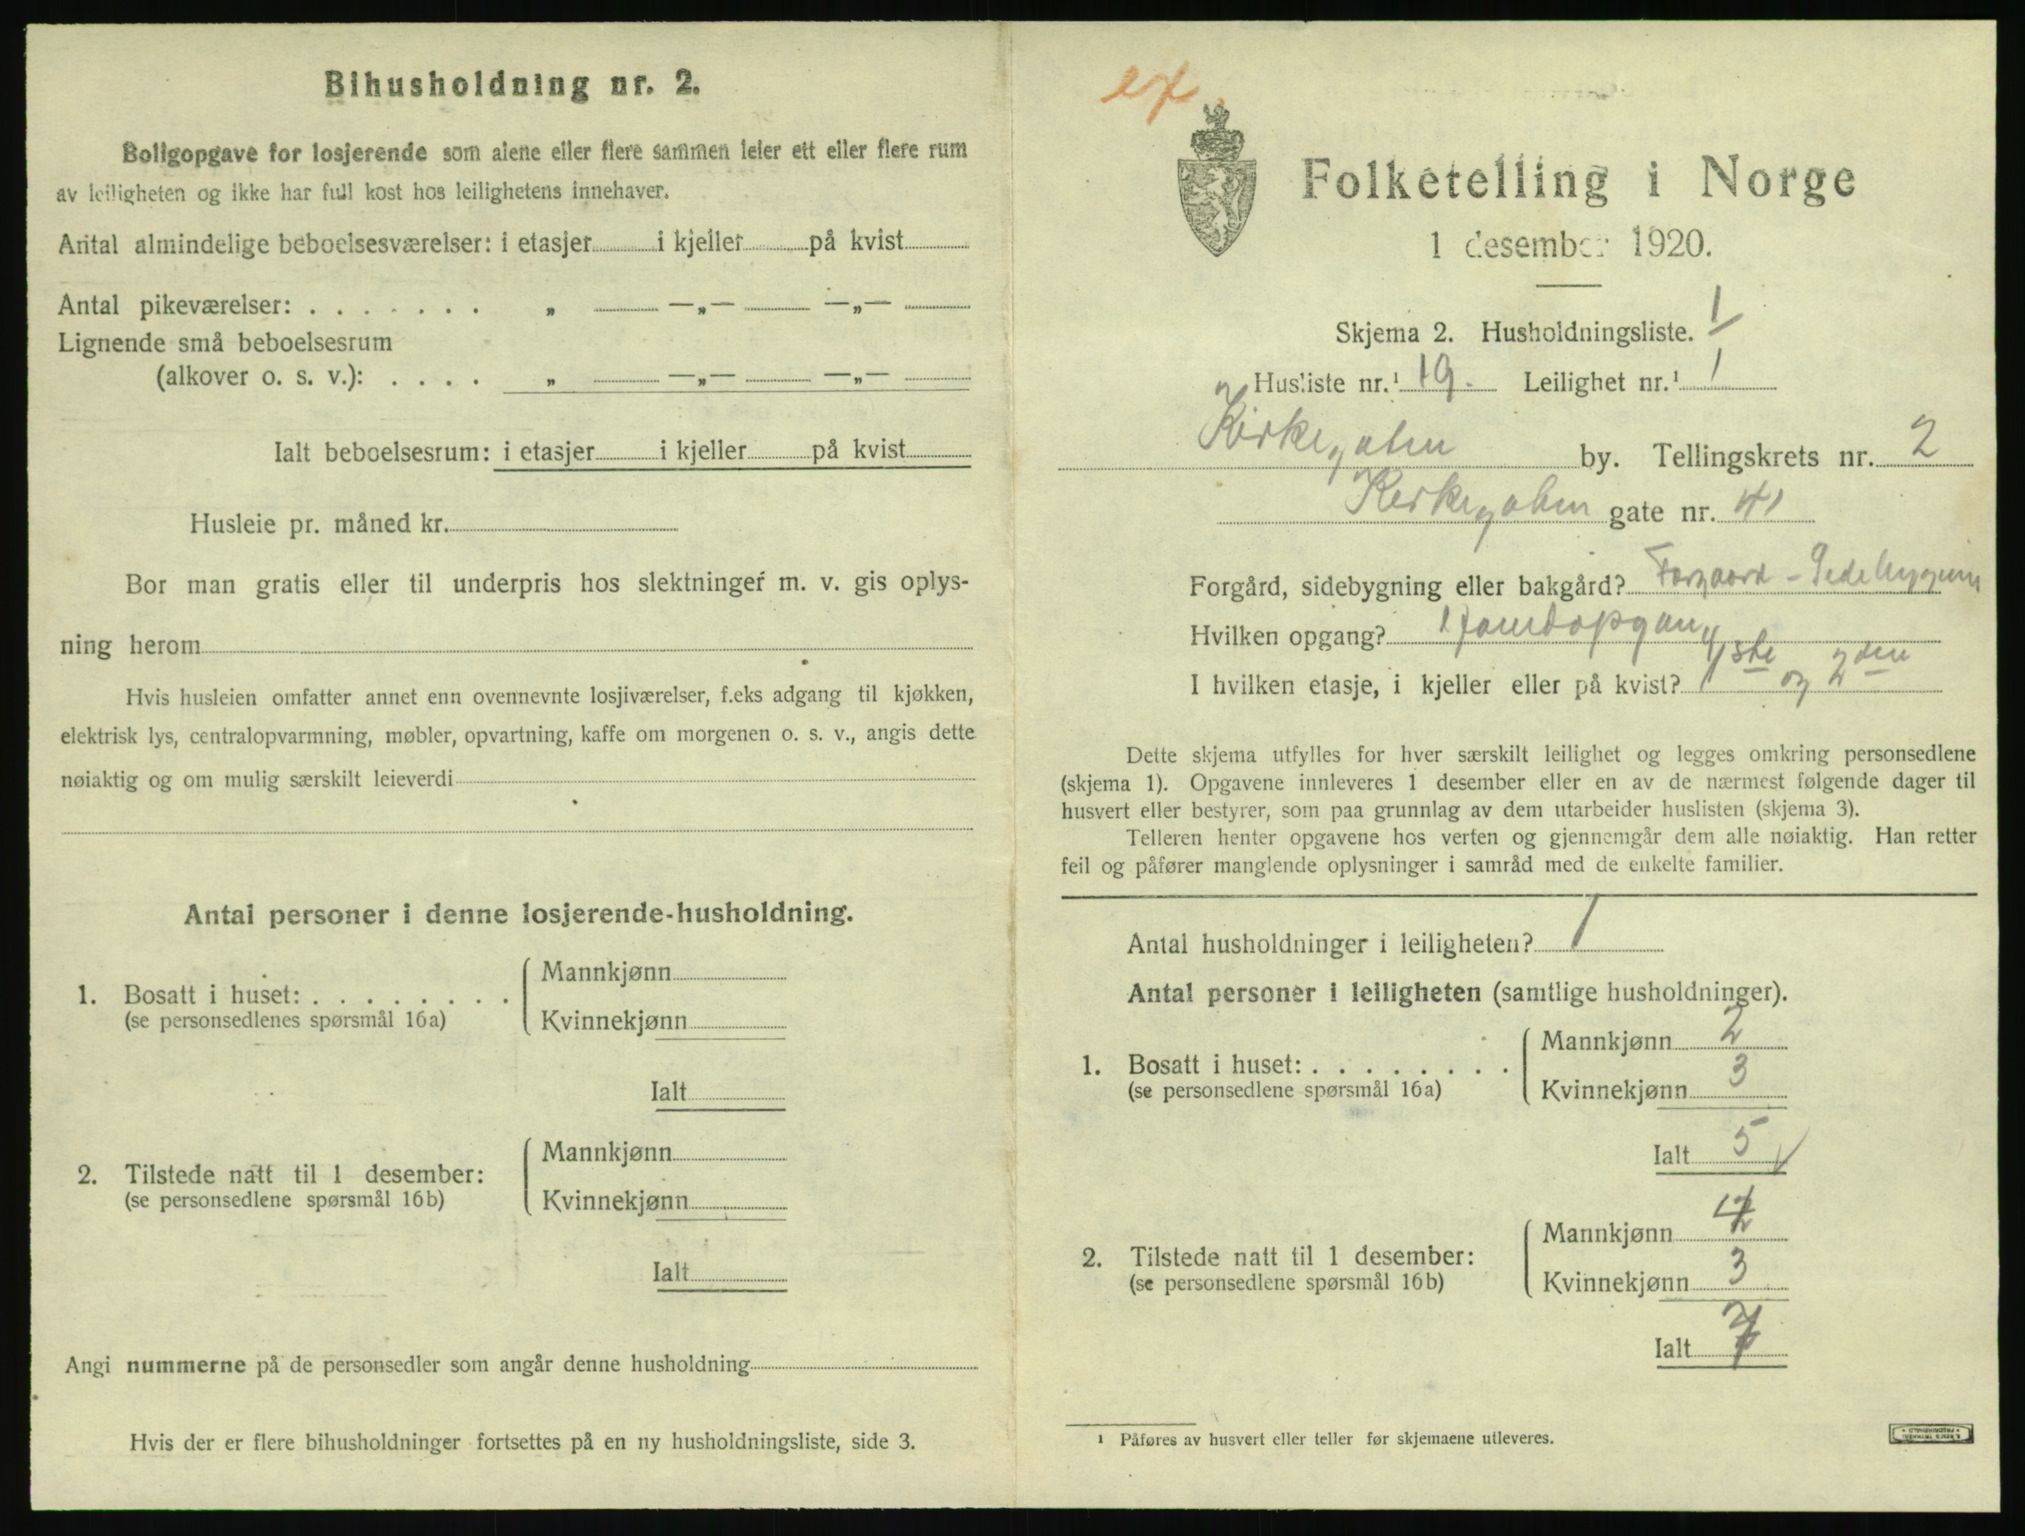 Bihusholdning nr. 2.
Boligopgave for losjerende som alene eller flere sammen leier ett eller flere rum
av leiligheten og ikke har full kost hos leilighetens innehaver.
Antal almindelige beboelsesværelser: i etasjer i kjeller på kvist
Antal pikeværelser: . . . . . . . „ —„— —„—
Lignende små beboelsesrum
(alkover o. s. v.): . . . . „ —„— —„—
Ialt beboelsesrum: i etasjer i kjeller på kvist
Husleie pr. måned kr.
Bor man gratis eller til underpris hos slektninger m. v. gis oplys-
ning herom
Hvis husleien omfatter annet enn ovennevnte losjiværelser, f.eks adgang til kjøkken,
elektrisk lys, centralopvarmning, møbler, opvartning, kaffe om morgenen o. s. v., angis dette
nøiaktig og om mulig særskilt leieverdi
Antal personer i denne losjerende-husholdning.
1. Bosatt i huset: . . . . . . . .
(se personsedlenes spørsmål 16a)
Mannkjønn
Kvinnekjønn
Ialt
2. Tilstede natt til 1 desember:
(se personsedlene spørsmål 16b)
Mannkjønn
Kvinnekjønn
Ialt
Angi nummerne på de personsedler som angår denne husholdning
Hvis der er flere bihusholdninger fortsettes på en ny husholdningsliste, side 3.
Folketelling i Norge
1 desember 1920.
Skjema 2. Husholdningsliste. 1
Husliste nr.¹ 19. Leilighet nr.¹ 1
Kirkegaten by. Tellingskrets nr. 2
Kirkegaten gate nr. 41
Forgård, sidebygning eller bakgård? Forgaard – Sidebygning
Hvilken opgang?
I hvilken etasje, i kjeller eller på kvist? 1ste og 2den
Dette skjema utfylles for hver særskilt leilighet og legges omkring personsedlene
(skjema 1). Opgavene innleveres 1 desember eller en av de nærmest følgende dager til
husvert eller bestyrer, som paa grunnlag av dem utarbeider huslisten (skjema 3).
Telleren henter opgavene hos verten og gjennemgår dem alle nøiaktig. Han retter
feil og påfører manglende oplysninger i samråd med de enkelte familier.
Antal husholdninger i leiligheten? 1
Antal personer i leiligheten (samtlige husholdninger).
1. Bosatt i huset: . . . . . . . .
(se personsedlene spørsmål 16a)
Mannkjønn 2
Kvinnekjønn 3
Ialt 5
2. Tilstede natt til 1 desember:
(se personsedlene spørsmål 16b)
Mannkjønn
Kvinnekjønn 3
Ialt 7
¹ Påføres av husvert eller teller før skjemaene utleveres.